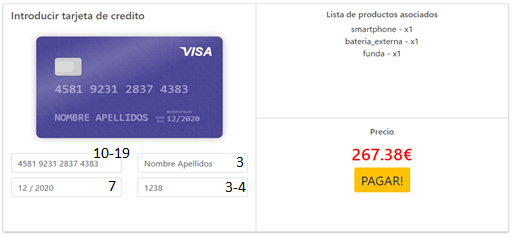 Introducir tarjeta de credito
VISA
4581 9231 2837 4383
NOMBRE APELLIDOS 12/2020
10-19
4581 9231 2837 4383
Nombre Apellidos 3
12 / 2020 7
1238 3-4
Lista de productos asociados
smartphone - x1
bateria_externa - x1
funda - x1
Precio
267.38€
PAGAR!